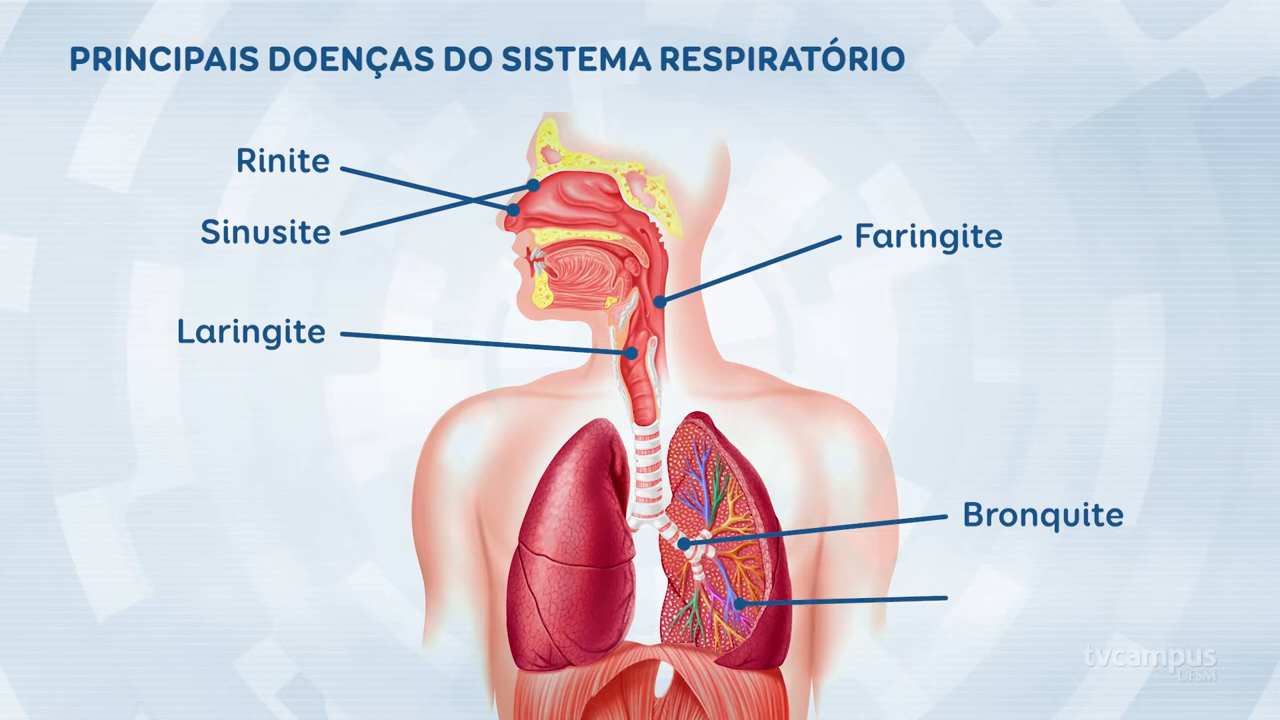 PRINCIPAIS DOENÇAS DO SISTEMA RESPIRATÓRIO
Rinite
Sinusite
Faringite
Laringite
Bronquite
tvcampus
UFSM